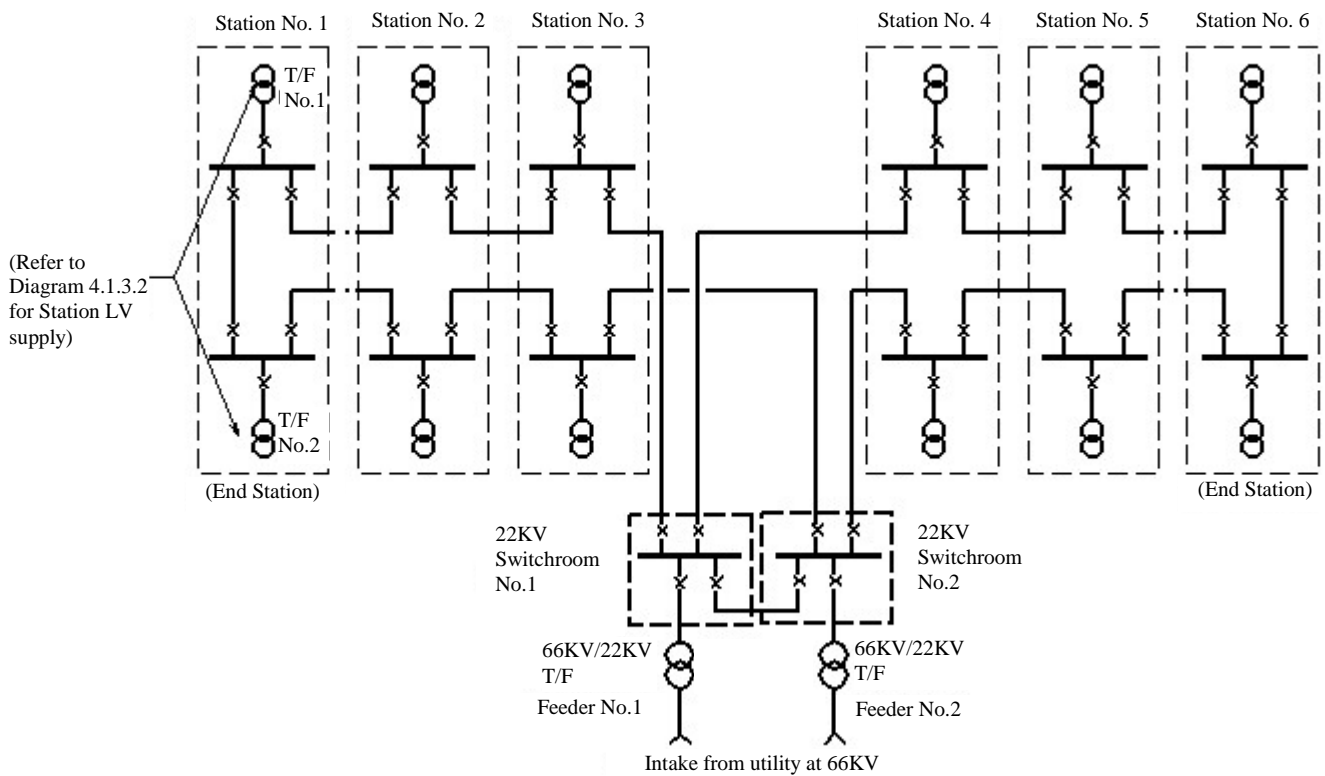 Station No. 1
Station No. 2
Station No. 3
Station No. 4
Station No. 5
Station No. 6
T/F
No.1
(Refer to
Diagram 4.1.3.2
for Station LV
supply)
T/F
No.2
(End Station)
(End Station)
22KV
Switchroom
No.1
22KV
Switchroom
No.2
66KV/22KV
T/F
66KV/22KV
T/F
Feeder No.1
Feeder No.2
Intake from utility at 66KV